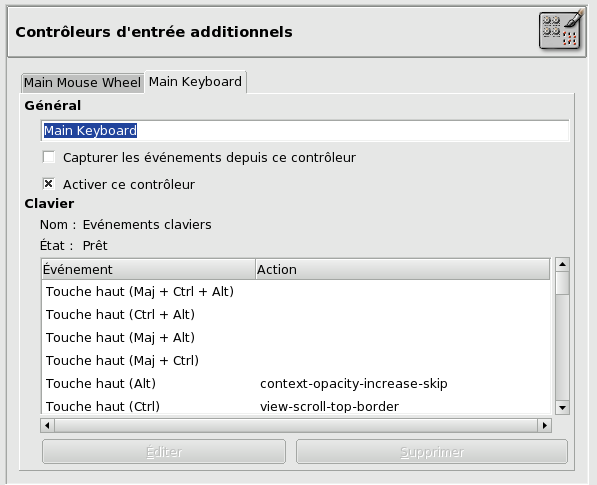 Contrôleurs d'entrée additionnels
Main Mouse Wheel Main Keyboard
Général
Main Keyboard
Capturer les événements depuis ce contrôleur
Activer ce contrôleur
Clavier
Nom : Evénements claviers
État : Prêt
Événement Action
Touche haut (Maj + Ctrl + Alt)
Touche haut (Ctrl + Alt)
Touche haut (Maj + Alt)
Touche haut (Maj + Ctrl)
Touche haut (Alt) context-opacity-increase-skip
Touche haut (Ctrl) view-scroll-top-border
Éditer Supprimer